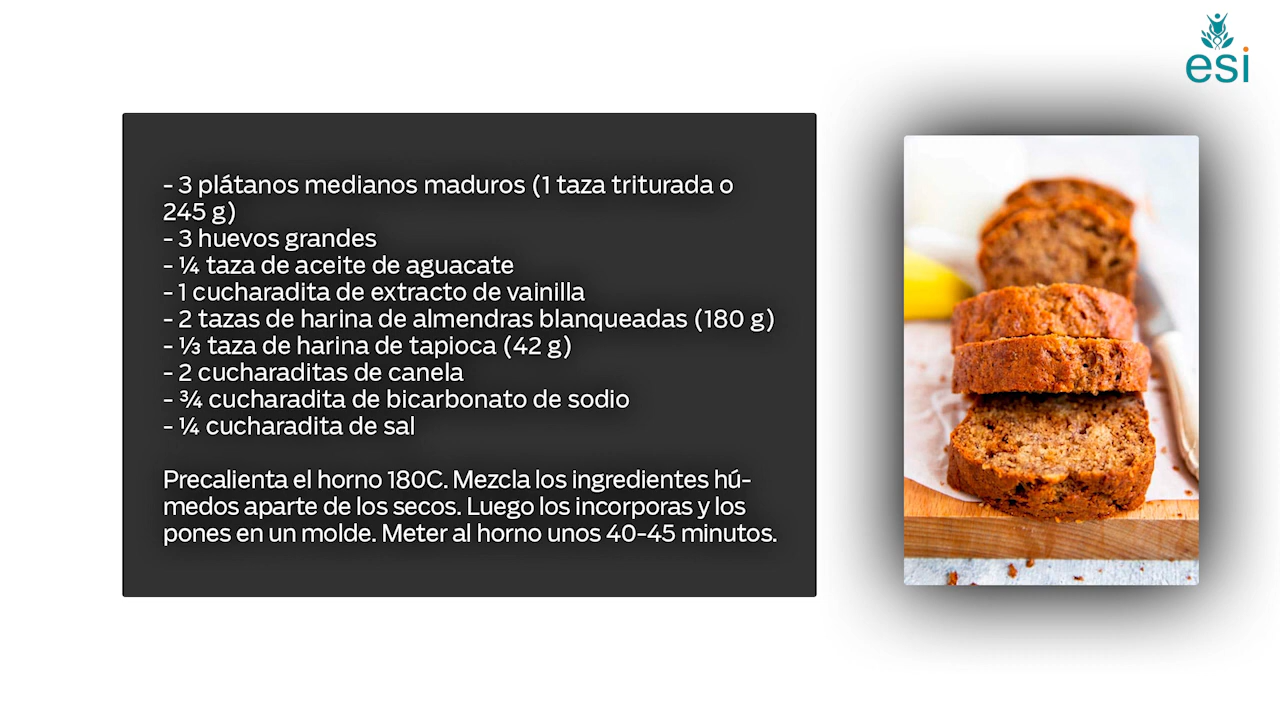 esi
- 3 plátanos medianos maduros (1 taza triturada o
245 g)
- 3 huevos grandes
- ¼ taza de aceite de aguacate
- 1 cucharadita de extracto de vainilla
- 2 tazas de harina de almendras blanqueadas (180 g)
- ⅓ taza de harina de tapioca (42 g)
- 2 cucharaditas de canela
- ¾ cucharadita de bicarbonato de sodio
- ¼ cucharadita de sal
Precalienta el horno 180C. Mezcla los ingredientes hú-
medos aparte de los secos. Luego los incorporas y los
pones en un molde. Meter al horno unos 40-45 minutos.